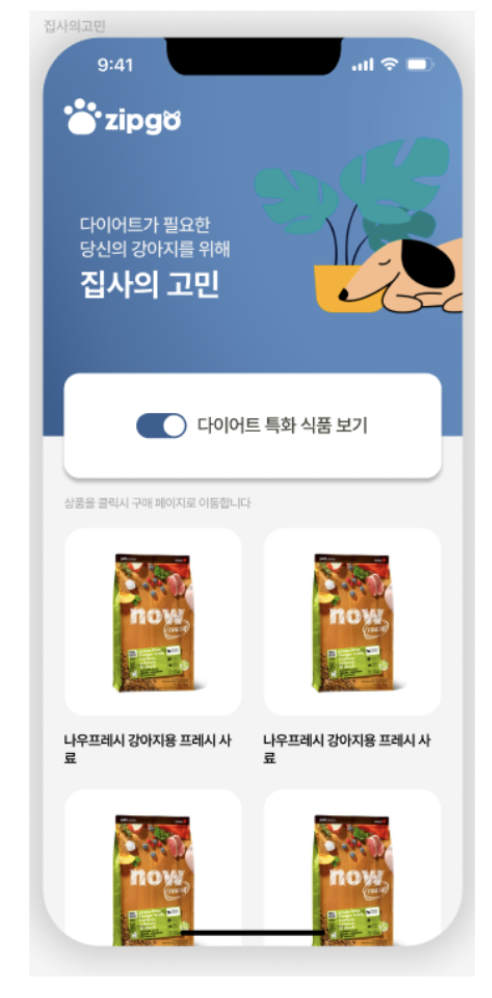 집사의고민
9:41
zipgo
다이어트가 필요한
당신의 강아지를 위해
집사의 고민
다이어트 특화 식품 보기
상품을 클릭시 구매 페이지로 이동합니다
now
FRESH
now
FRESH
나우프레시 강아지용 프레시 사
료
나우프레시 강아지용 프레시 사
료
now
now